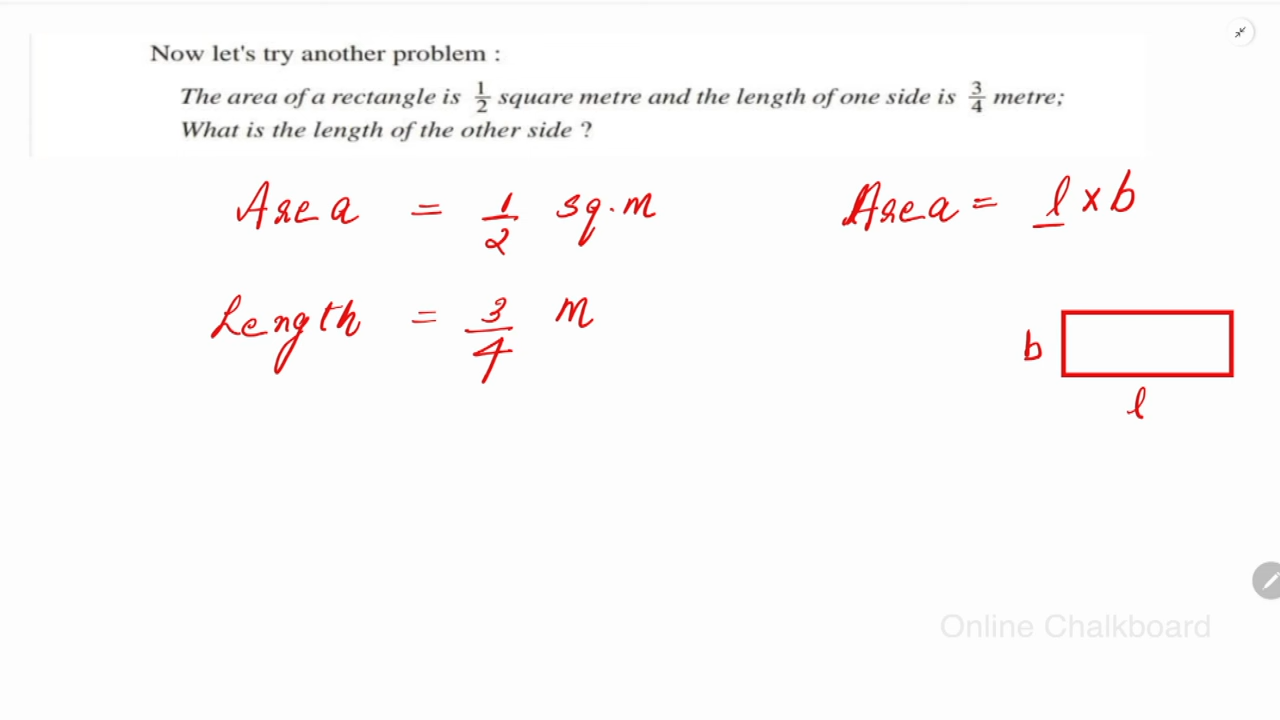 Now let's try another problem :
The area of a rectangle is 1/2 square metre and the length of one side is 3/4 metre;
What is the length of the other side ?
Area = 1/2 sq.m
Area = l x b
Length = 3/4 m
b
l
Online Chalkboard